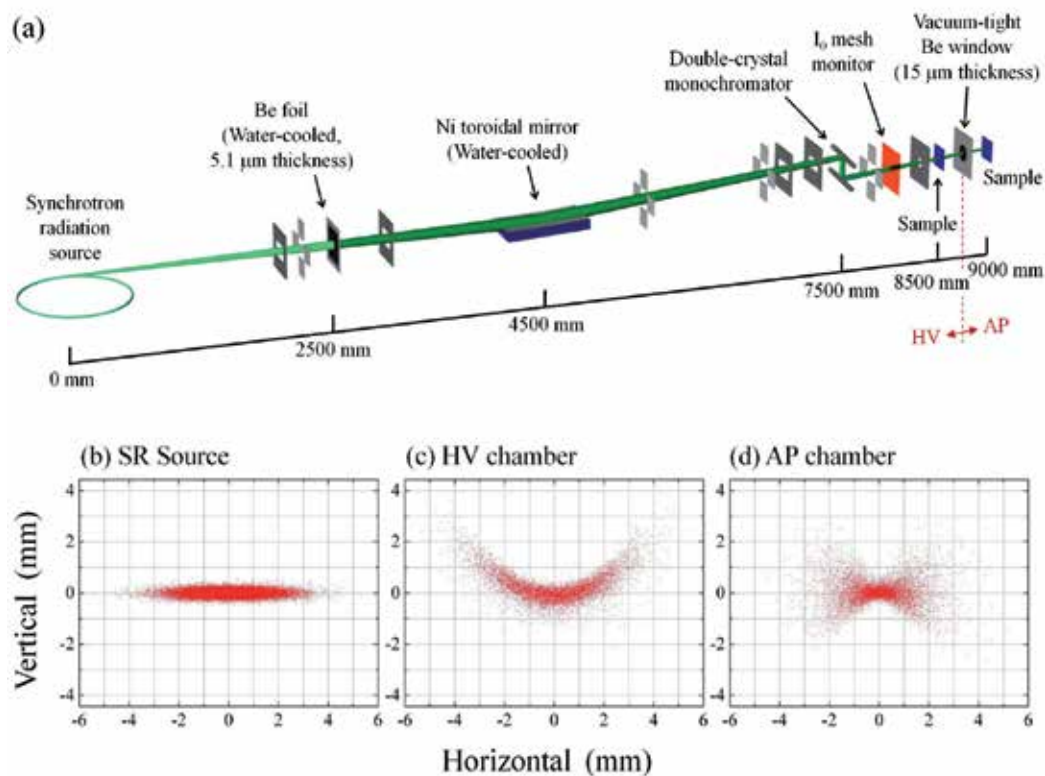 (a)
Vacuum-tight
Be window
(15 μm thickness)
I₀ mesh
monitor
Double-crystal
monochromator
Be foil
(Water-cooled,
5.1 μm thickness)
Ni toroidal mirror
(Water-cooled)
Synchrotron
radiation
source
Sample
Sample
0 mm
2500 mm
4500 mm
7500 mm
8500 mm
9000 mm
HV AP
(b) SR Source
(c) HV chamber
(d) AP chamber
Vertical (mm)
4
2
0
-2
-4
-6 -4 -2 0 2 4 6
4
2
0
-2
-4
-6 -4 -2 0 2 4 6
4
2
0
-2
-4
-6 -4 -2 0 2 4 6
Horizontal (mm)